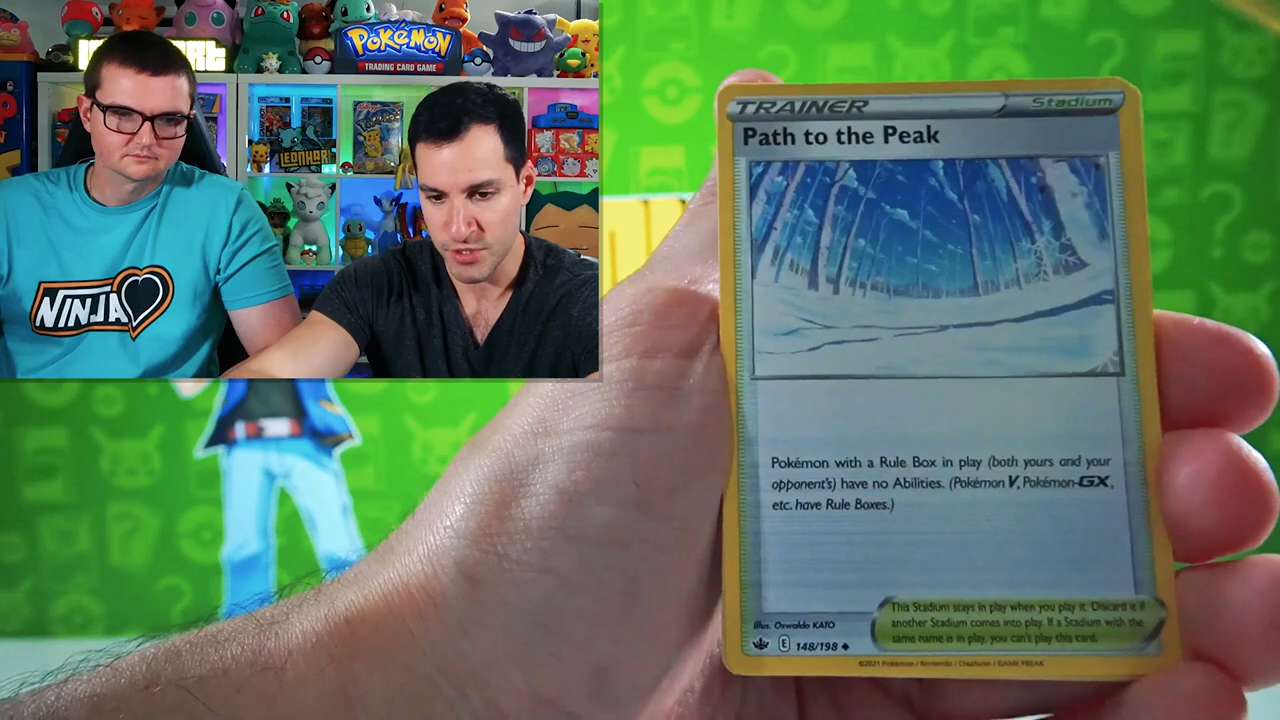 Pokémon
TRADING CARD GAME
LEONHART
NINJA
TRAINER
Stadium
Path to the Peak
Pokémon with a Rule Box in play (both yours and your
opponent's) have no Abilities. (Pokémon V, Pokémon-GX,
etc. have Rule Boxes.)
This Stadium stays in play when you play it. Discard it if
another Stadium comes into play. If a Stadium with the
same name is in play, you can't play this card.
Illus. Oswaldo KATO
E 148/198
©2021 Pokémon / Nintendo / Creatures / GAME FREAK